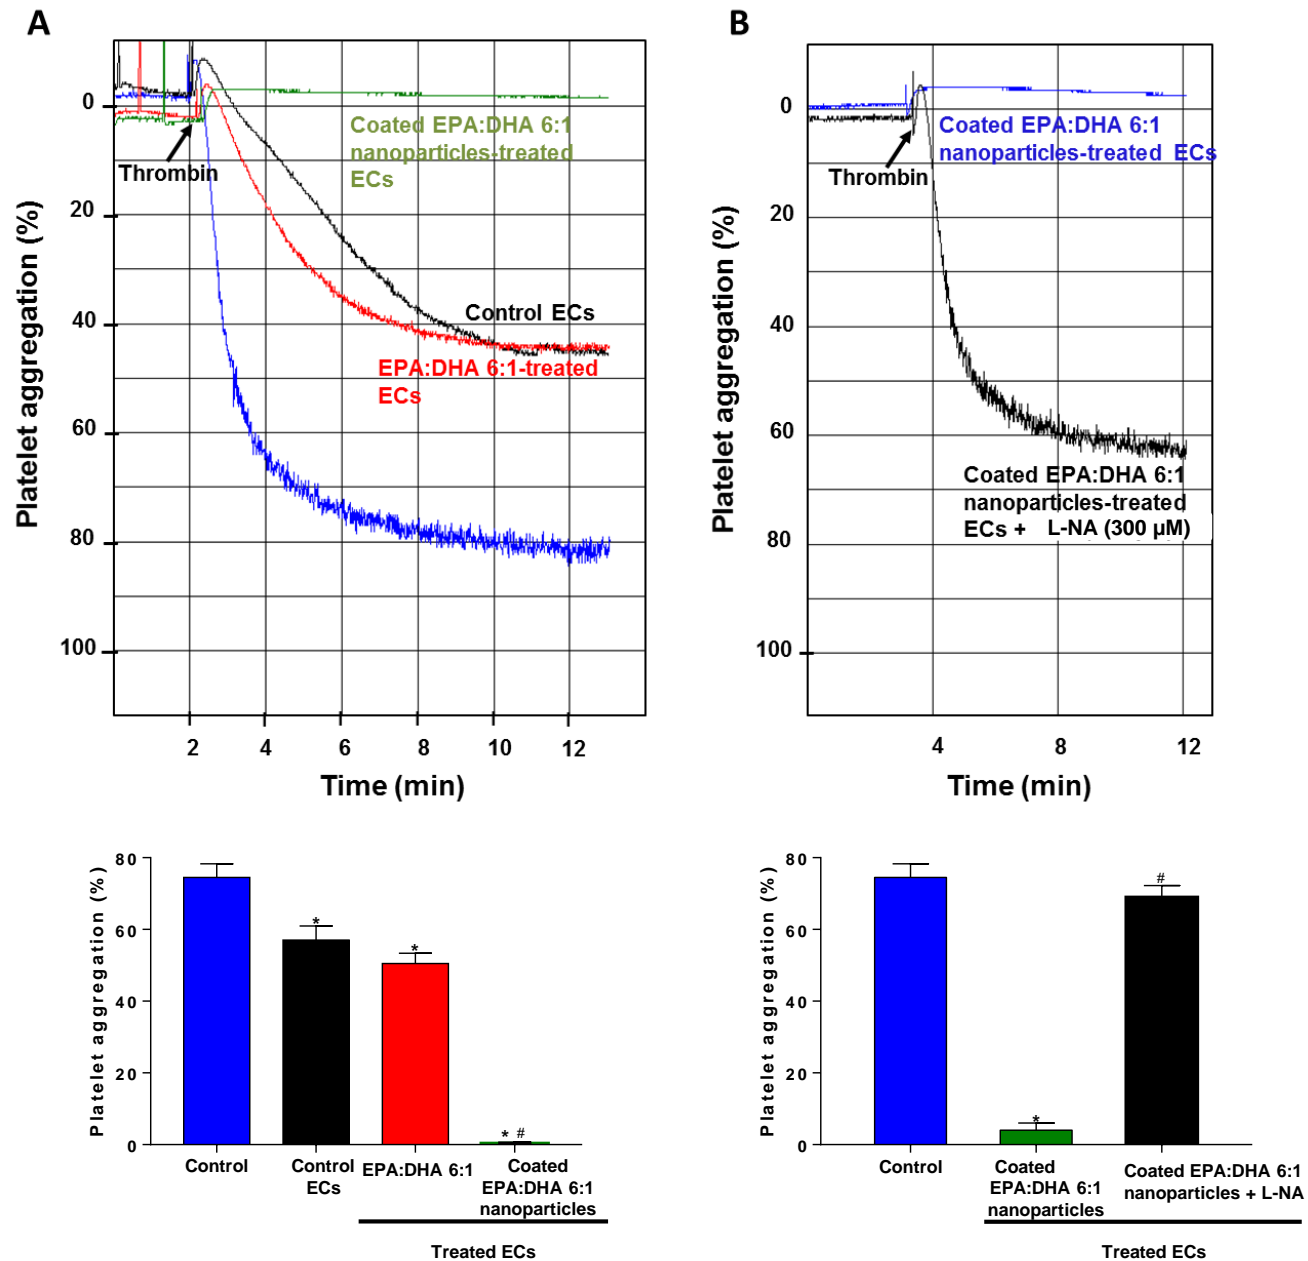 A
Platelet aggregation (%)
0
20
40
60
80
100
Thrombin
Coated EPA:DHA 6:1
nanoparticles-treated
ECs
Control ECs
EPA:DHA 6:1-treated
ECs
2
4
6
8
10
12
Time (min)
B
Platelet aggregation (%)
0
20
40
60
80
100
Thrombin
Coated EPA:DHA 6:1
nanoparticles-treated ECs
Coated EPA:DHA 6:1
nanoparticles-treated
ECs + L-NA (300 µM)
4
8
12
Time (min)
Platelet aggregation (%)
80
60
40
20
0
*
*
* #
Control
Control
ECs
EPA:DHA 6:1
Coated
EPA:DHA 6:1
nanoparticles
Treated ECs
Platelet aggregation (%)
80
60
40
20
0
*
#
Control
Coated
EPA:DHA 6:1
nanoparticles
Coated EPA:DHA 6:1
nanoparticles + L-NA
Treated ECs